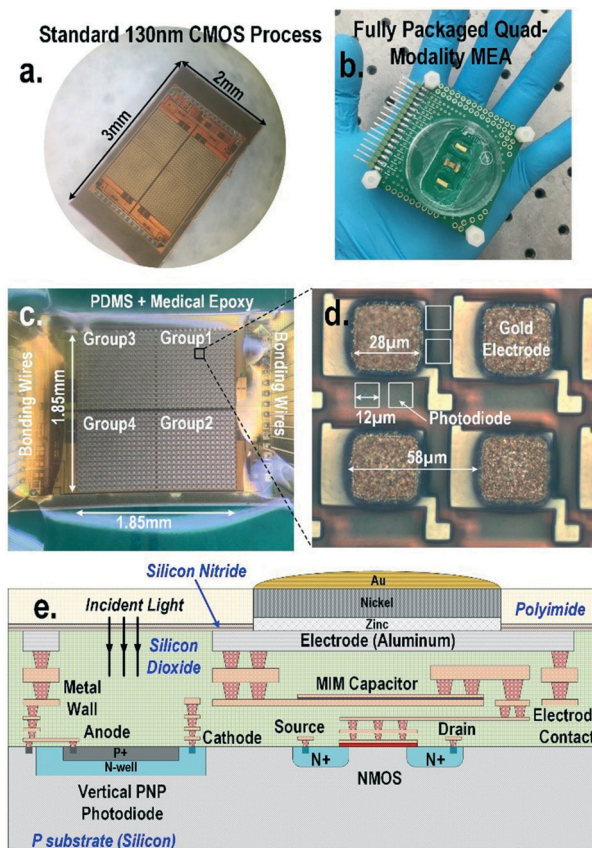 Standard 130nm CMOS Process
a.
2mm
3mm
Fully Packaged Quad-
Modality MEA
b.
c.
PDMS + Medical Epoxy
Group3
Group1
Bonding Wires
1.85mm
Bonding Wires
Group4
Group2
1.85mm
d.
28μm
Gold
Electrode
12μm
Photodiode
58μm
e.
Silicon Nitride
Au
Incident Light
Nickel
Polyimide
Zinc
Silicon
Dioxide
Electrode (Aluminum)
Metal
Wall
MIM Capacitor
Anode
Cathode
Source
Drain
Electrode
Contact
P+
N-well
N+
N+
Vertical PNP
Photodiode
NMOS
P substrate (Silicon)